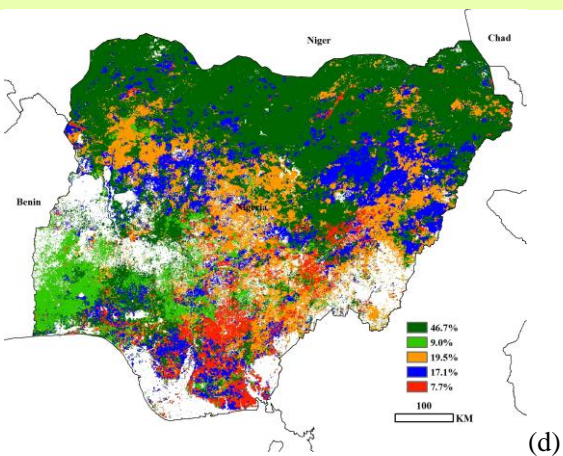 Niger
Chad
Benin
Nigeria
46.7%
9.0%
19.5%
17.1%
7.7%
100
KM
(d)